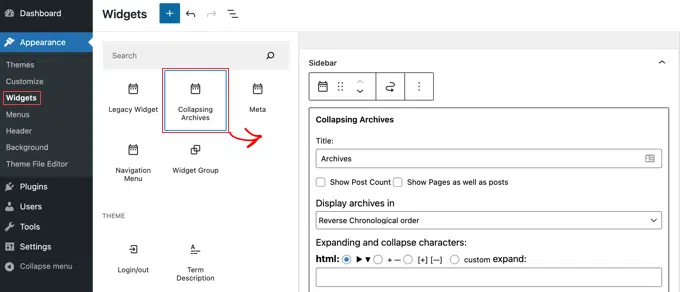 Dashboard
Appearance
Themes
Customize
Widgets
Menus
Header
Background
Theme File Editor
Plugins
Users
Tools
Settings
Collapse menu
Widgets
Search
Legacy Widget
Collapsing
Archives
Meta
Navigation
Menu
Widget Group
THEME
Login/out
Term
Description
Sidebar
Collapsing Archives
Title:
Archives
Show Post Count Show Pages as well as posts
Display archives in
Reverse Chronological order
Expanding and collapse characters:
html: ▶ ▼ + — [+] [—] custom expand: